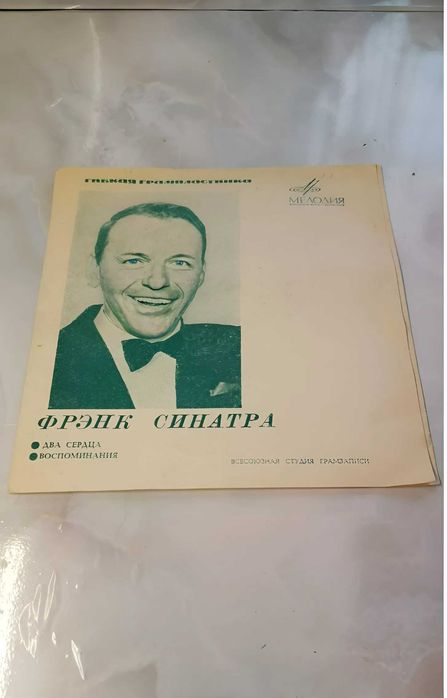 ГИБКАЯ ГРАМПЛАСТИНКА
МЕЛОДИЯ
ФРЭНК СИНАТРА
ДВА СЕРДЦА
ВОСПОМИНАНИЯ
ВСЕСОЮЗНАЯ СТУДИЯ ГРАМЗАПИСИ